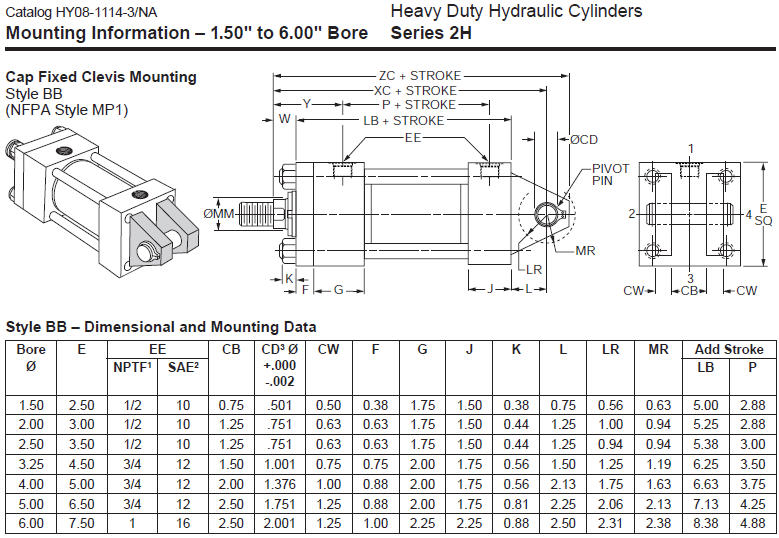 Catalog HY08-1114-3/NA
Heavy Duty Hydraulic Cylinders
Mounting Information – 1.50" to 6.00" Bore
Series 2H
Cap Fixed Clevis Mounting
Style BB
(NFPA Style MP1)
ZC + STROKE
XC + STROKE
Y
P + STROKE
W
LB + STROKE
EE
ØCD
PIVOT
PIN
ØMM
MR
LR
K
F
G
J
L
1
2
4
3
E
SQ
CW
CB
CW
Style BB – Dimensional and Mounting Data
Bore Ø E EE CB CD³ Ø +.000 -.002 CW F G J K L LR MR Add Stroke
NPTF¹ SAE² LB P
1.50 2.50 1/2 10 0.75 .501 0.50 0.38 1.75 1.50 0.38 0.75 0.56 0.63 5.00 2.88
2.00 3.00 1/2 10 1.25 .751 0.63 0.63 1.75 1.50 0.44 1.25 1.00 0.94 5.25 2.88
2.50 3.50 1/2 10 1.25 .751 0.63 0.63 1.75 1.50 0.44 1.25 0.94 0.94 5.38 3.00
3.25 4.50 3/4 12 1.50 1.001 0.75 0.75 2.00 1.75 0.56 1.50 1.25 1.19 6.25 3.50
4.00 5.00 3/4 12 2.00 1.376 1.00 0.88 2.00 1.75 0.56 2.13 1.75 1.63 6.63 3.75
5.00 6.50 3/4 12 2.50 1.751 1.25 0.88 2.00 1.75 0.81 2.25 2.06 2.13 7.13 4.25
6.00 7.50 1 16 2.50 2.001 1.25 1.00 2.25 2.25 0.88 2.50 2.31 2.38 8.38 4.88